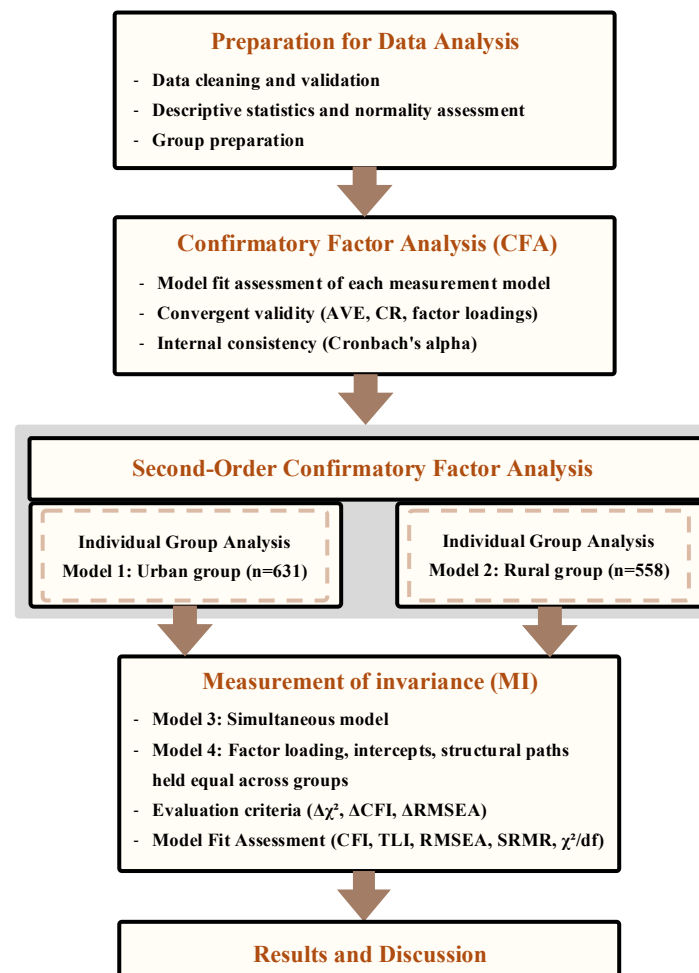 Preparation for Data Analysis
- Data cleaning and validation
- Descriptive statistics and normality assessment
- Group preparation
Confirmatory Factor Analysis (CFA)
- Model fit assessment of each measurement model
- Convergent validity (AVE, CR, factor loadings)
- Internal consistency (Cronbach's alpha)
Second-Order Confirmatory Factor Analysis
Individual Group Analysis
Model 1: Urban group (n=631)
Individual Group Analysis
Model 2: Rural group (n=558)
Measurement of invariance (MI)
- Model 3: Simultaneous model
- Model 4: Factor loading, intercepts, structural paths
held equal across groups
- Evaluation criteria (Δχ², ΔCFI, ΔRMSEA)
- Model Fit Assessment (CFI, TLI, RMSEA, SRMR, χ²/df)
Results and Discussion